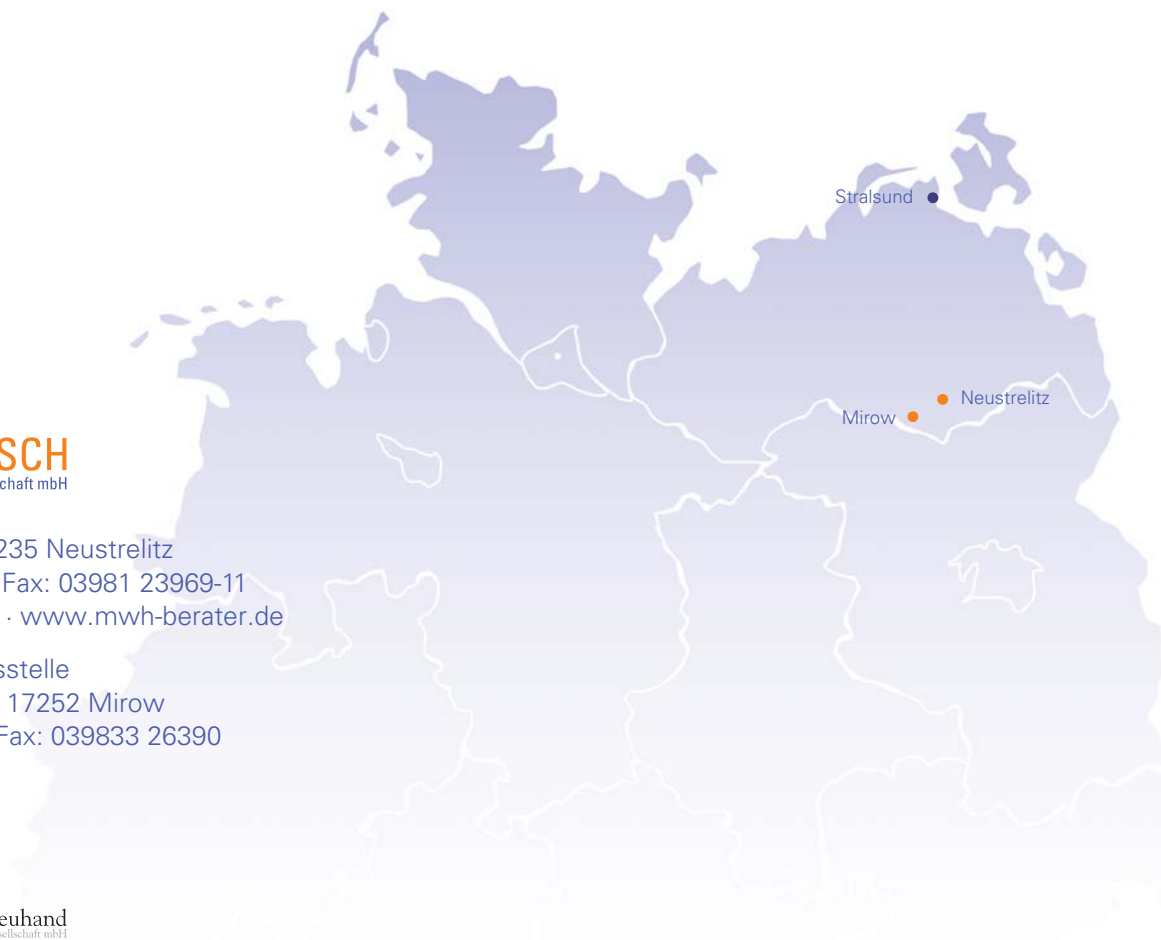 Stralsund
Neustrelitz
Mirow
SCH
chaft mbH
235 Neustrelitz
Fax: 03981 23969-11
· www.mwh-berater.de
sstelle
17252 Mirow
Fax: 039833 26390
euhand
sellschaft mbH